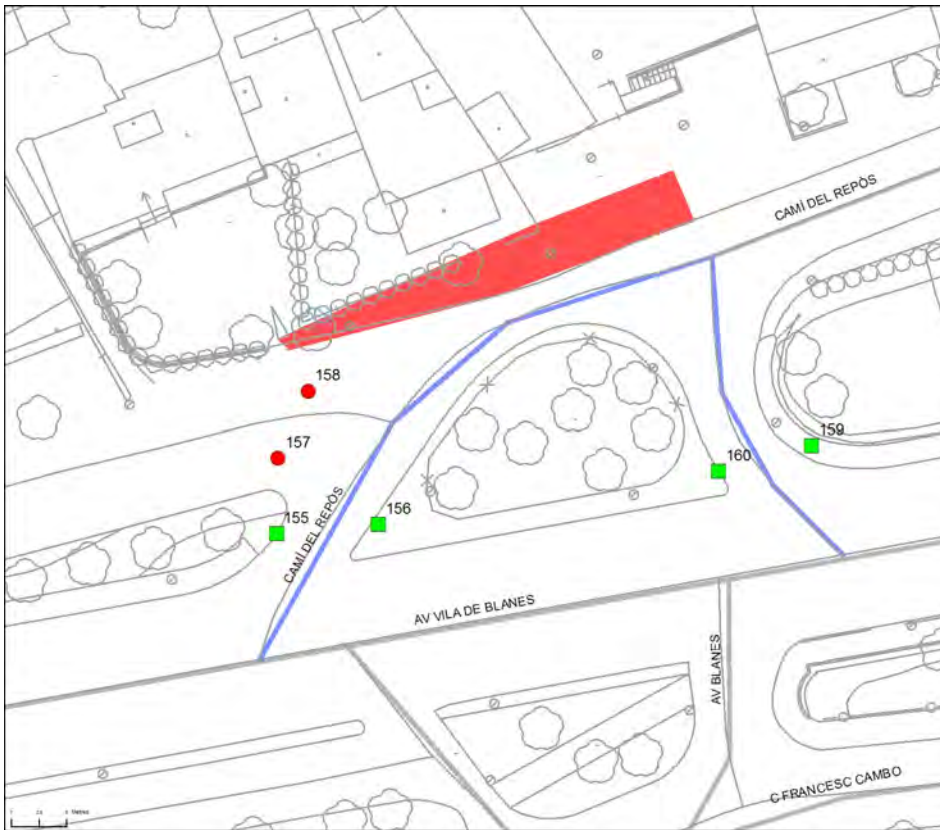 CAMÍ DEL REPÒS
158
157
159
160
156
155
CAMÍ DEL REPÒS
AV VILA DE BLANES
AV BLANES
C FRANCESC CAMBO
Metres